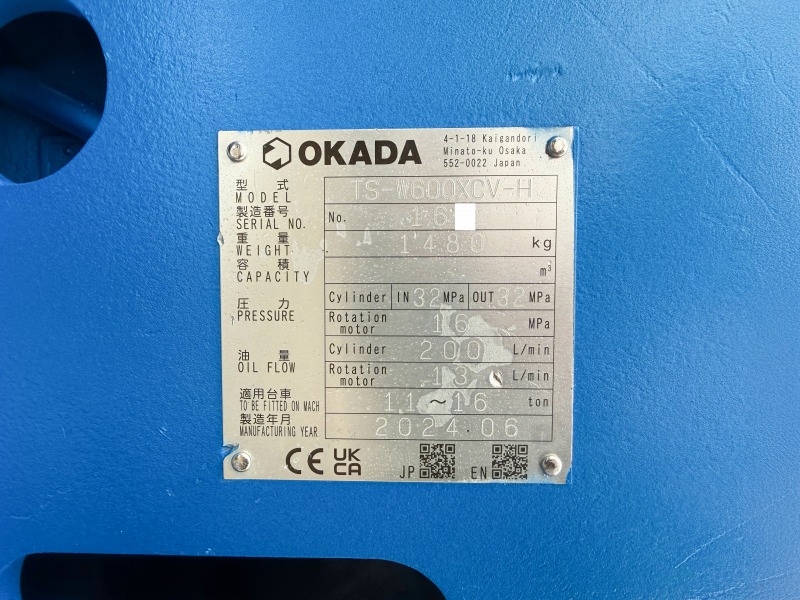 OKADA
4-1-18 Kaigandori
Minato-ku Osaka
552-0022 Japan
型式 TS-W600XCV-H
MODEL
製造番号 No. 16
SERIAL NO.
重量 1480 kg
WEIGHT
容積 m³
CAPACITY
圧力 Cylinder IN 32 MPa OUT 32 MPa
PRESSURE Rotation motor 16 MPa
油量 Cylinder 200 L/min
OIL FLOW Rotation motor 13 L/min
適用台車 11~16 ton
TO BE FITTED ON MACH
製造年月 2024.06
MANUFACTURING YEAR
CE UK CA JP EN